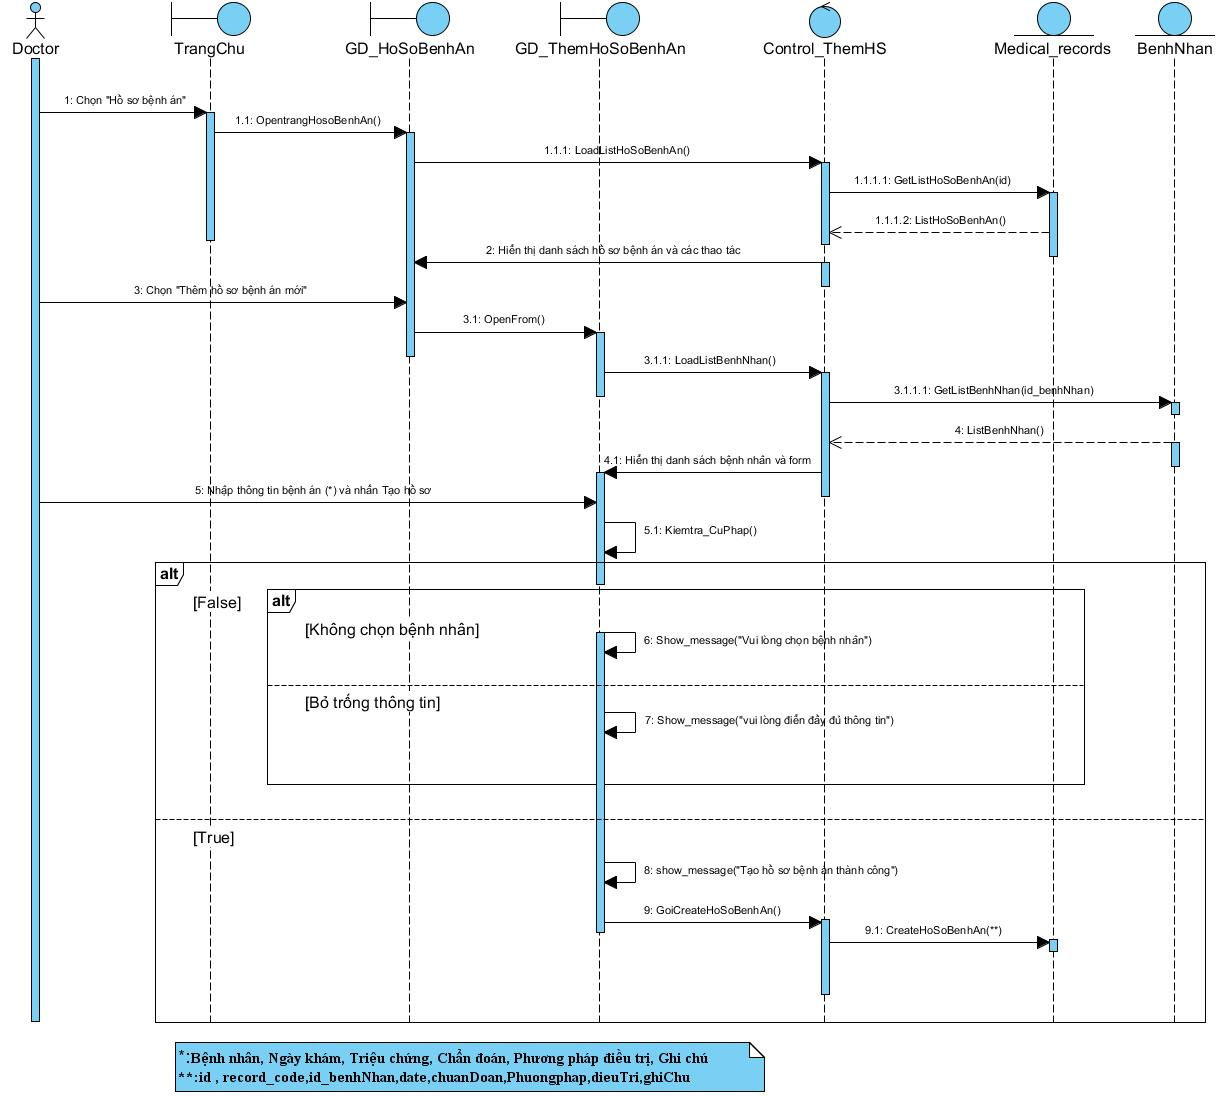 Doctor
TrangChu
GD_HoSoBenhAn
GD_ThemHoSoBenhAn
Control_ThemHS
Medical_records
BenhNhan
1: Chọn "Hồ sơ bệnh án"
1.1: OpentrangHosoBenhAn()
1.1.1: LoadListHoSoBenhAn()
1.1.1.1: GetListHoSoBenhAn(id)
1.1.1.2: ListHoSoBenhAn()
2: Hiển thị danh sách hồ sơ bệnh án và các thao tác
3: Chọn "Thêm hồ sơ bệnh án mới"
3.1: OpenFrom()
3.1.1: LoadListBenhNhan()
3.1.1.1: GetListBenhNhan(id_benhNhan)
4: ListBenhNhan()
4.1: Hiển thị danh sách bệnh nhân và form
5: Nhập thông tin bệnh án (*) và nhấn Tạo hồ sơ
5.1: Kiemtra_CuPhap()
alt
[False]
alt
[Không chọn bệnh nhân]
6: Show_message("Vui lòng chọn bệnh nhân")
[Bỏ trống thông tin]
7: Show_message("vui lòng điền đầy đủ thông tin")
[True]
8: show_message("Tạo hồ sơ bệnh án thành công")
9: GoiCreateHoSoBenhAn()
9.1: CreateHoSoBenhAn(**)
*:Bệnh nhân, Ngày khám, Triệu chứng, Chẩn đoán, Phương pháp điều trị, Ghi chú
**:id , record_code,id_benhNhan,date,chuanDoan,Phuongphap,dieuTri,ghiChu